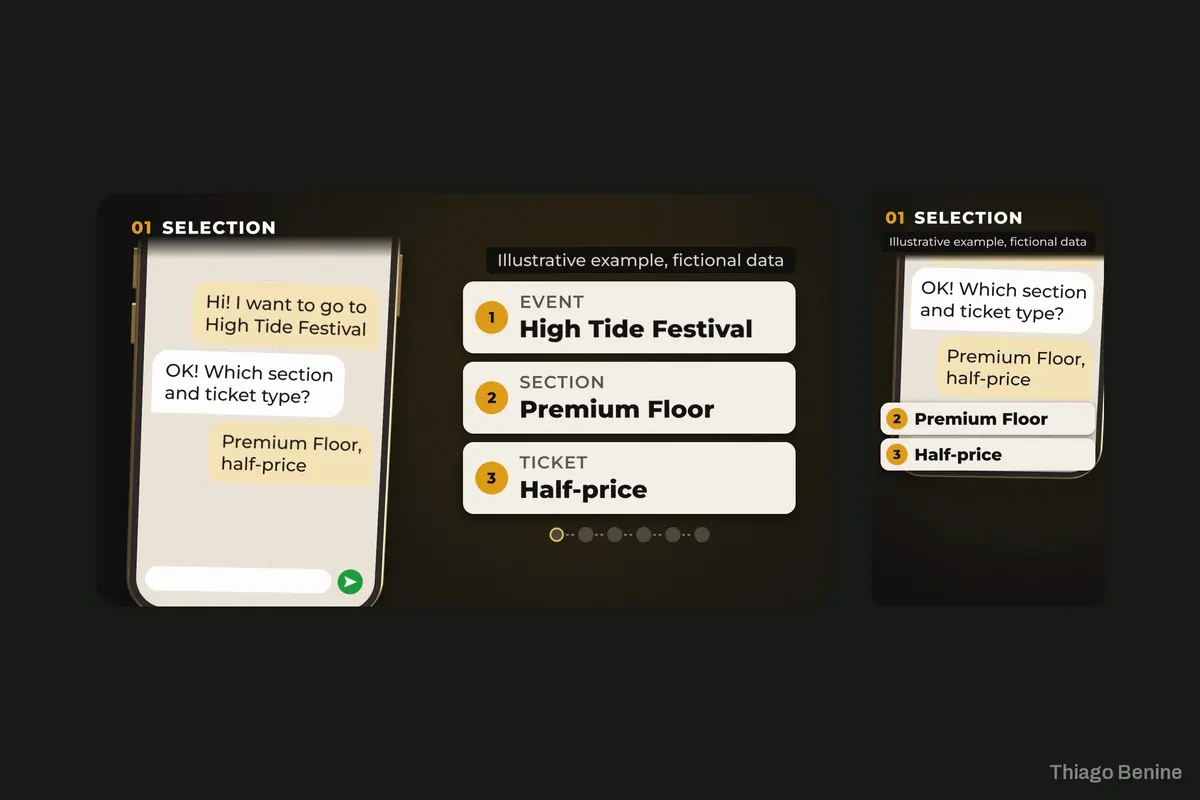 01 SELECTION
Hi! I want to go to
High Tide Festival
OK! Which section
and ticket type?
Premium Floor,
half-price
Illustrative example, fictional data
1
EVENT
High Tide Festival
2
SECTION
Premium Floor
3
TICKET
Half-price
01 SELECTION
Illustrative example, fictional data
OK! Which section
and ticket type?
Premium Floor,
half-price
2 Premium Floor
3 Half-price
Thiago Benine